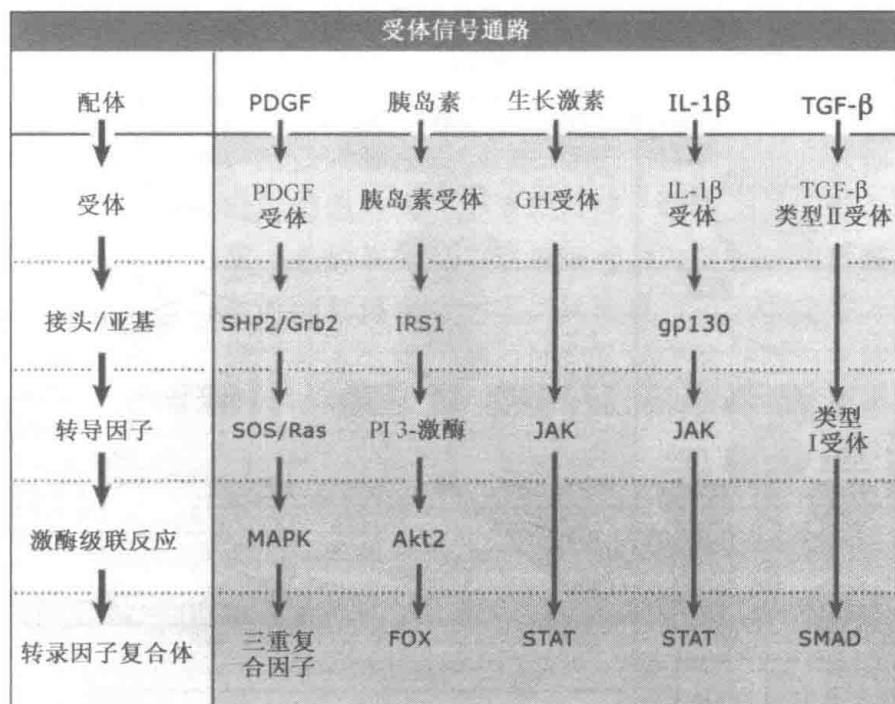 受体信号通路
配体 PDGF 胰岛素 生长激素 IL-1β TGF-β
受体 PDGF 受体 胰岛素受体 GH受体 IL-1β 受体 TGF-β 类型Ⅱ受体
接头/亚基 SHP2/Grb2 IRS1 gp130
转导因子 SOS/Ras PI 3-激酶 JAK JAK 类型 Ⅰ受体
激酶级联反应 MAPK Akt2
转录因子复合体 三重复 合因子 FOX STAT STAT SMAD